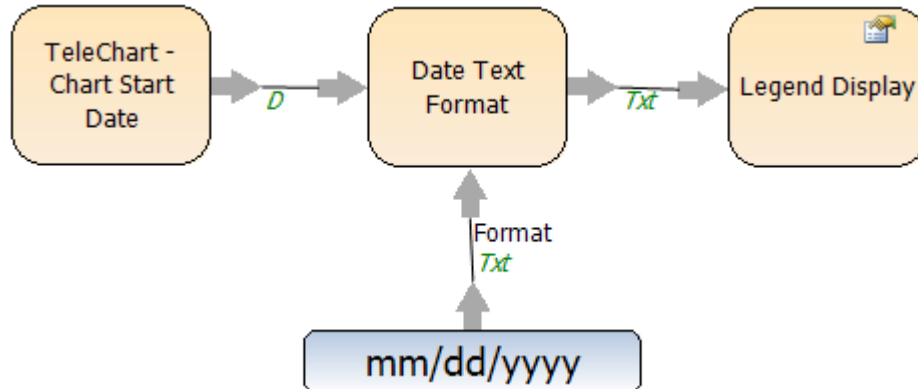 TeleChart -
Chart Start
Date
D
Date Text
Format
Txt
Legend Display
Format
Txt
mm/dd/yyyy